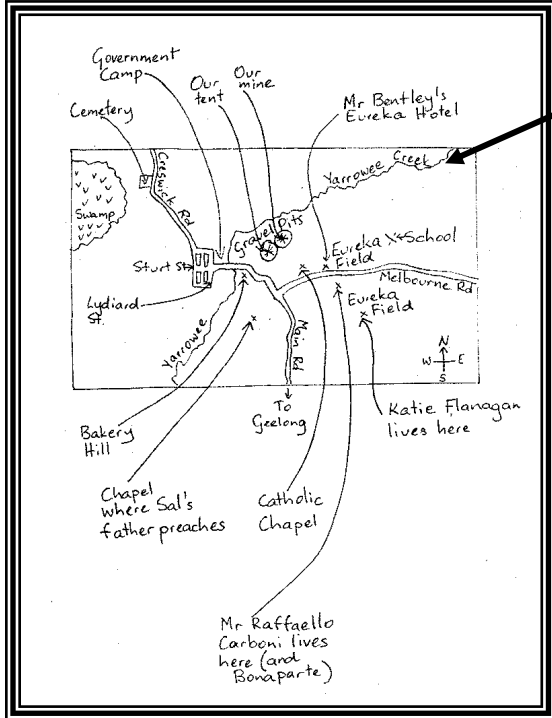 Government
Camp
Our
tent
Our
mine
Mr Bentley's
Eureka Hotel
Cemetery
Creswick Rd
Swamp
Yarrowee Creek
Gravel Pits
Eureka
Field
School
Sturt St
Melbourne Rd
Lydiard
St.
Eureka
Field
Yarrowee
Main Rd
N
W E
S
To
Geelong
Katie Flanagan
lives here
Bakery
Hill
Chapel
where Sal's
father preaches
Catholic
Chapel
Mr Raffaello
Carboni lives
here (and
Bonaparte)